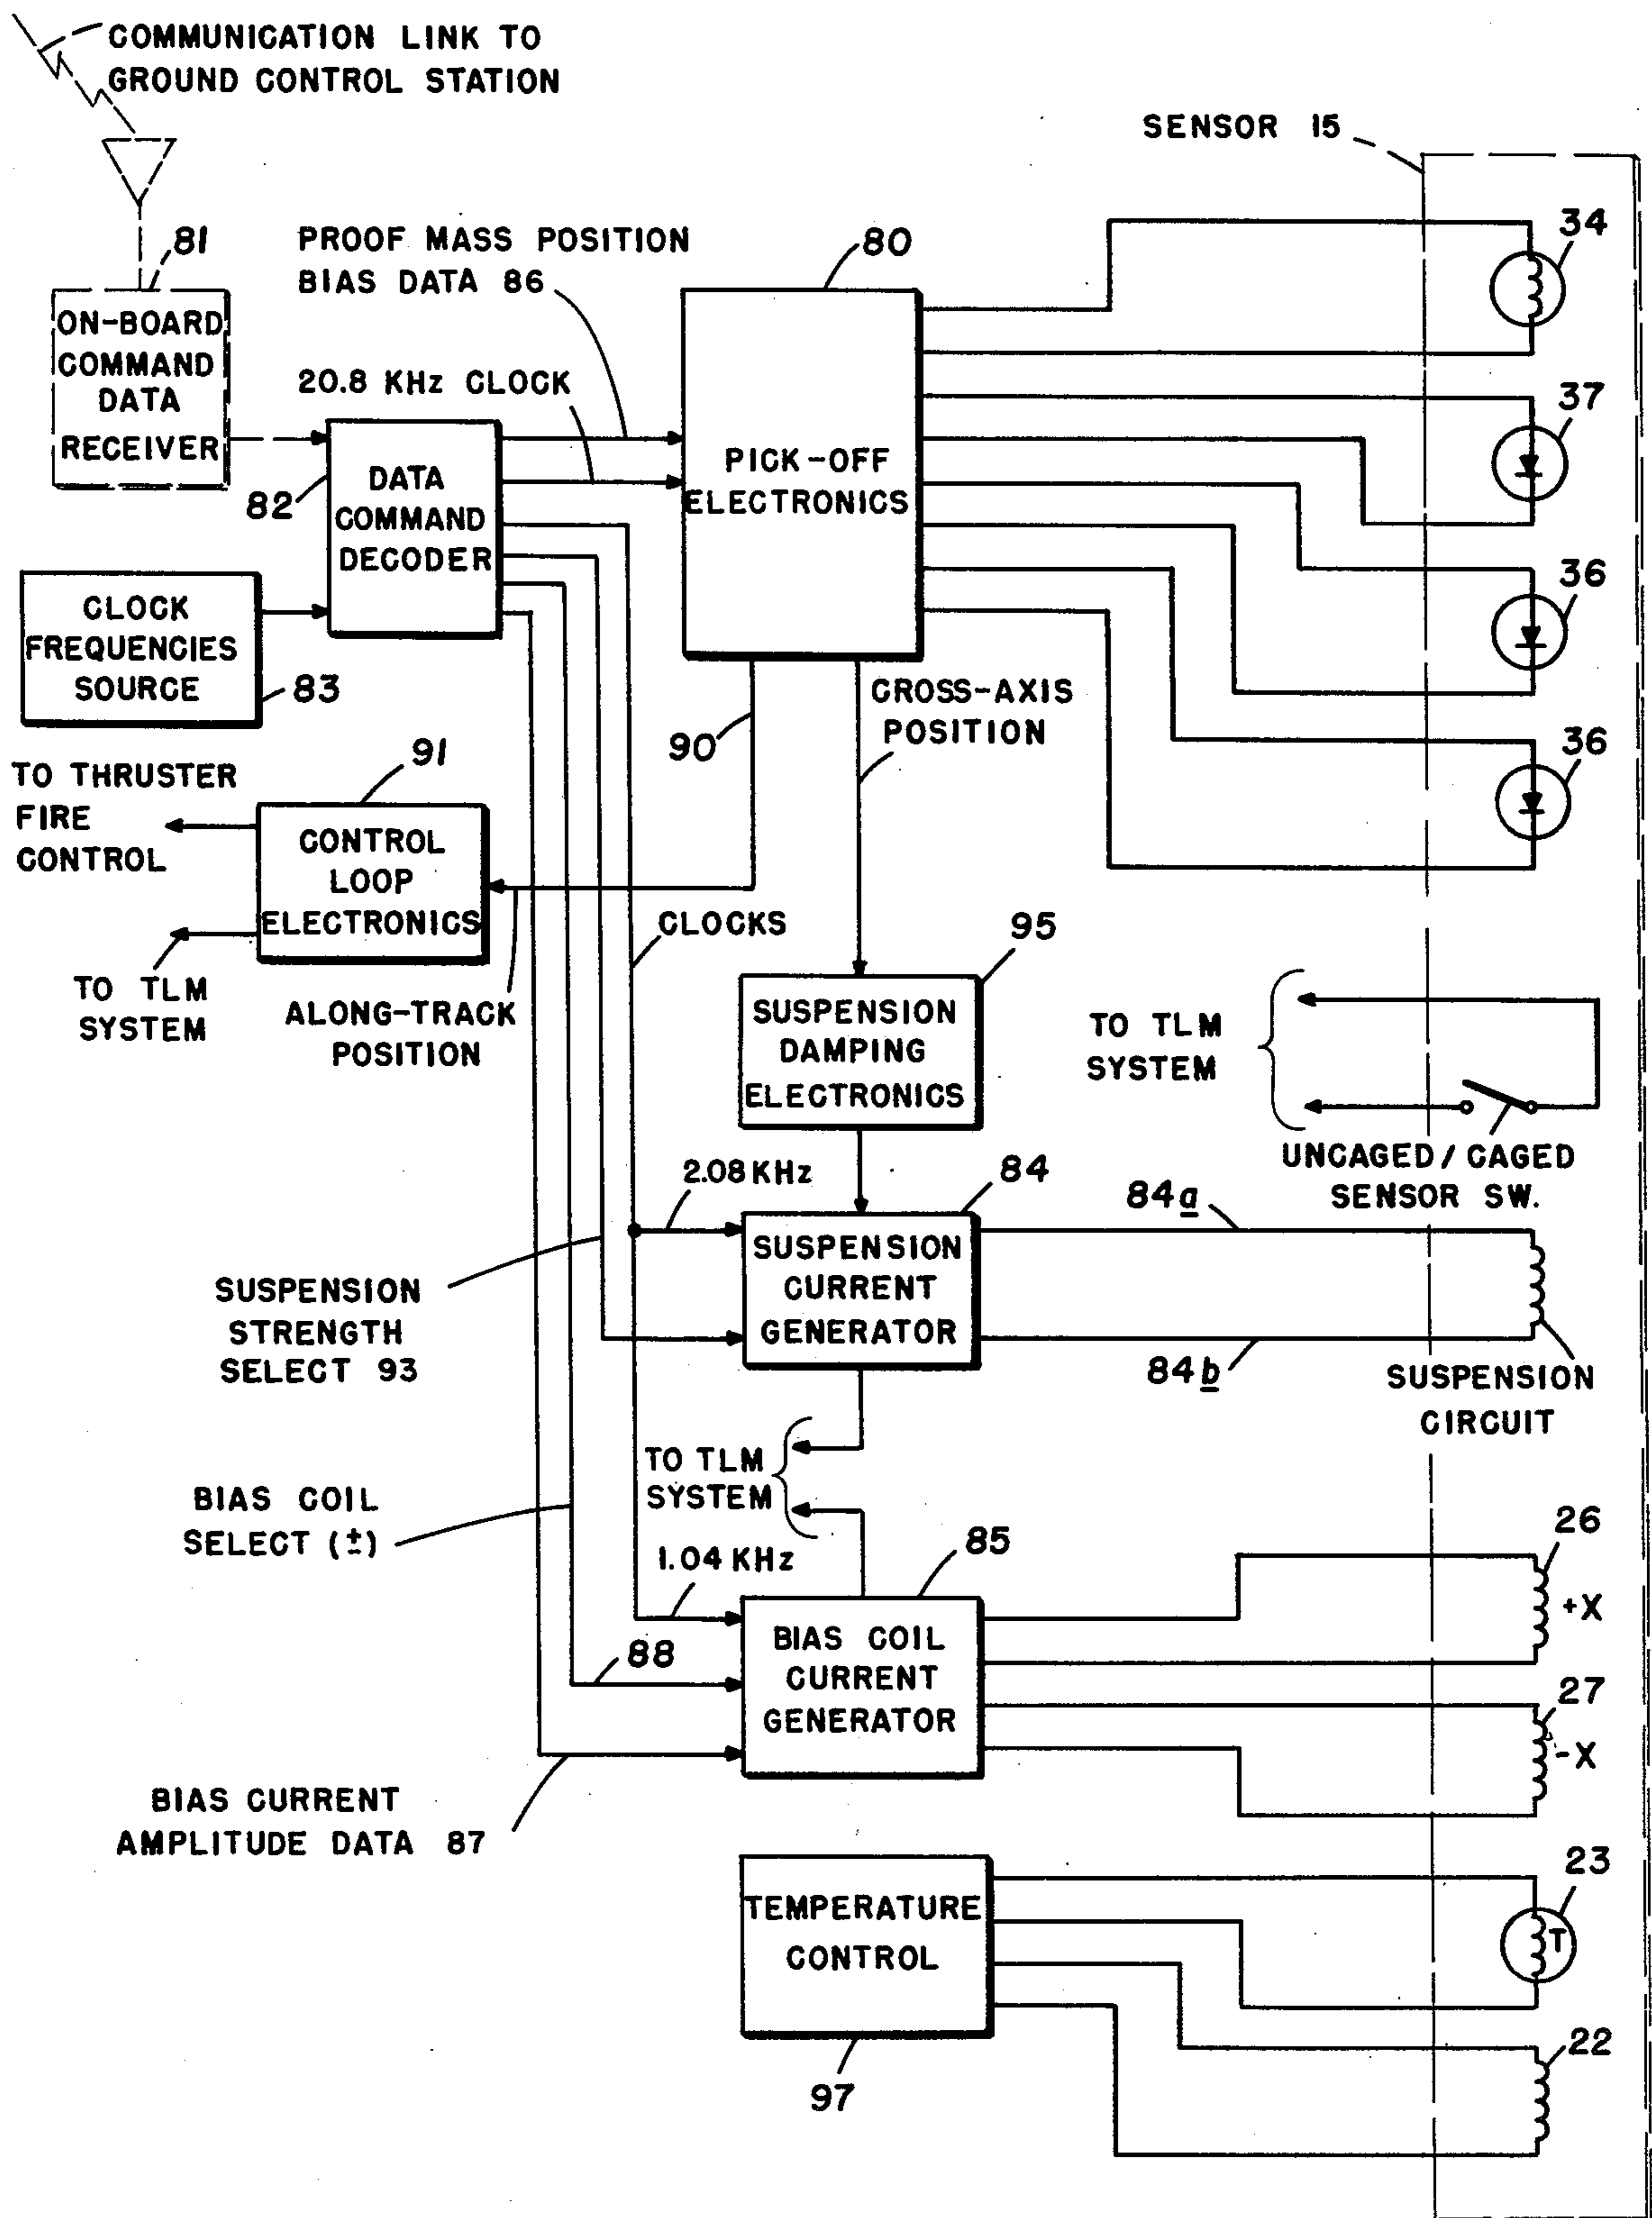 COMMUNICATION LINK TO
GROUND CONTROL STATION
SENSOR 15
81
PROOF MASS POSITION
BIAS DATA 86
80
34
ON-BOARD
COMMAND
DATA
RECEIVER
20.8 KHz CLOCK
37
82
DATA
COMMAND
DECODER
PICK-OFF
ELECTRONICS
36
CLOCK
FREQUENCIES
SOURCE
83
90
CROSS-AXIS
POSITION
36
TO THRUSTER
FIRE
CONTROL
91
CONTROL
LOOP
ELECTRONICS
CLOCKS
95
TO TLM
SYSTEM
ALONG-TRACK
POSITION
SUSPENSION
DAMPING
ELECTRONICS
TO TLM
SYSTEM
UNCAGED/CAGED
SENSOR SW.
2.08 KHz
84
84a
SUSPENSION
CURRENT
GENERATOR
SUSPENSION
STRENGTH
SELECT 93
84b
SUSPENSION
CIRCUIT
TO TLM
SYSTEM
BIAS COIL
SELECT (±)
1.04 KHz
85
26
+X
88
BIAS COIL
CURRENT
GENERATOR
27
-X
BIAS CURRENT
AMPLITUDE DATA 87
TEMPERATURE
CONTROL
23
T
97
22